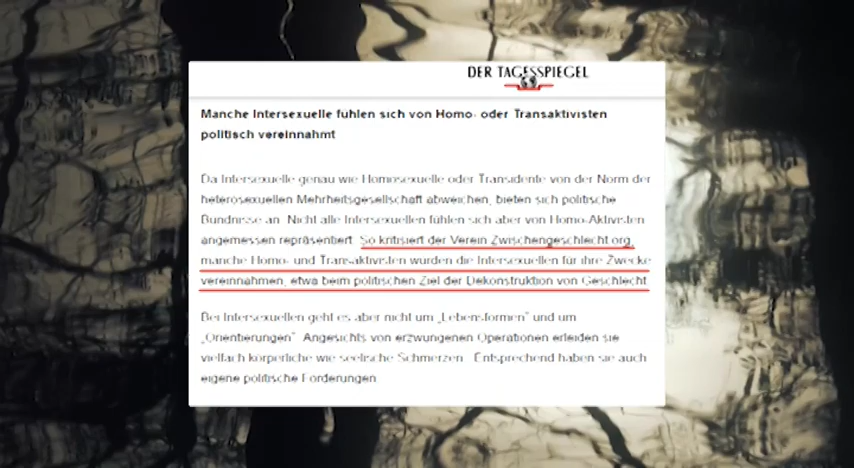 DER TAGESSPIEGEL
Manche Intersexuelle fühlen sich von Homo- oder Transaktivisten
politisch vereinnahmt
Da Intersexuelle genau wie Homosexuelle oder Transidente von der Norm der
heterosexuellen Mehrheitsgesellschaft abweichen, bieten sich politische
Bündnisse an. Nicht alle Intersexuellen fühlen sich aber von Homo-Aktivisten
angemessen repräsentiert. So kritisiert der Verein Zwischengeschlecht.org,
manche Homo- und Transaktivisten würden die Intersexuellen für ihre Zwecke
vereinnahmen, etwa beim politischen Ziel der Dekonstruktion von Geschlecht.
Bei Intersexuellen geht es aber nicht um „Lebensformen“ und um
„Orientierungen“. Angesichts von erzwungenen Operationen erleiden sie
vielfach körperliche wie seelische Schmerzen. Entsprechend haben sie auch
eigene politische Forderungen.